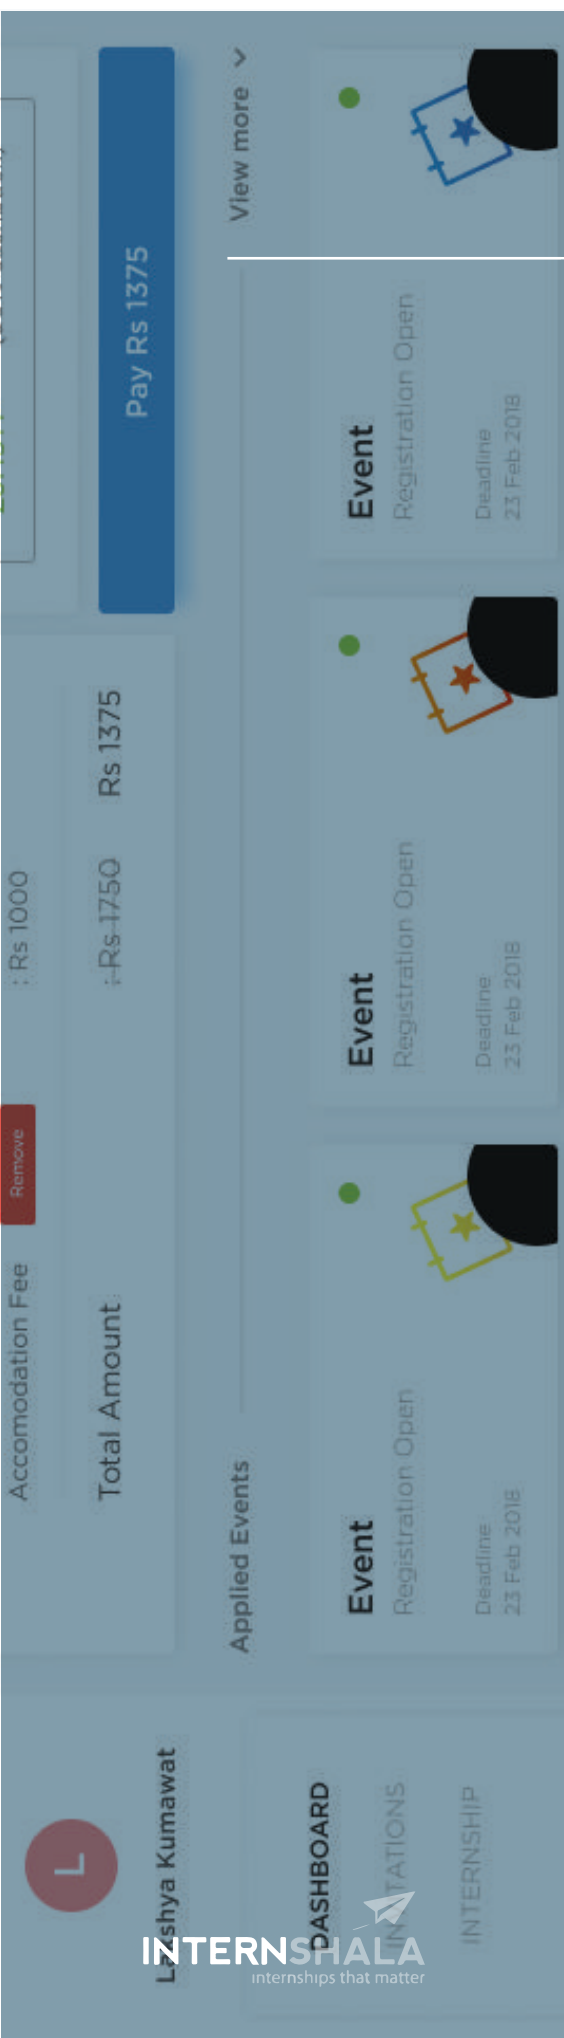 Accomodation Fee Remove : Rs 1000
Total Amount : Rs 1750 Rs 1375
Pay Rs 1375
Lakshya Kumawat
L
Applied Events
View more
Event
Registration Open
Deadline
23 Feb 2018
Event
Registration Open
Deadline
23 Feb 2018
Event
Registration Open
Deadline
23 Feb 2018
DASHBOARD
INTERNSHIP
INTERNSHALA
internships that matter